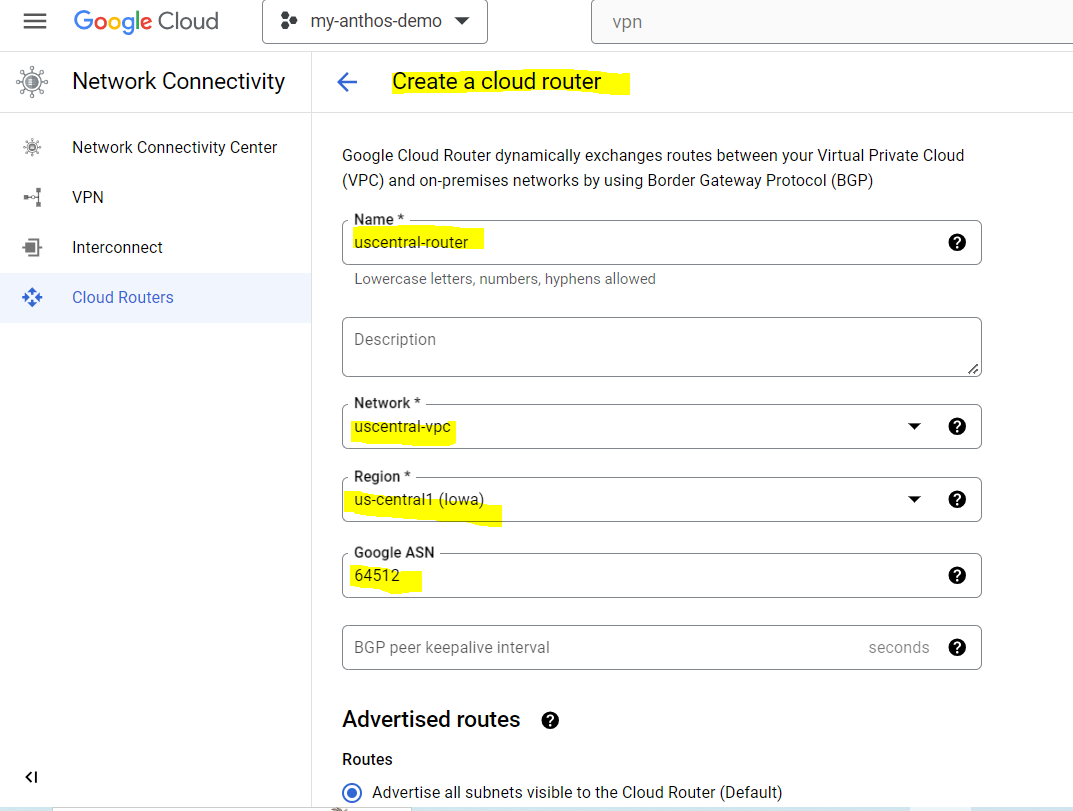 Google Cloud
my-anthos-demo
vpn
Network Connectivity
Create a cloud router
Network Connectivity Center
VPN
Interconnect
Cloud Routers
Google Cloud Router dynamically exchanges routes between your Virtual Private Cloud
(VPC) and on-premises networks by using Border Gateway Protocol (BGP)
Name *
uscentral-router
Lowercase letters, numbers, hyphens allowed
Description
Network *
uscentral-vpc
Region *
us-central1 (Iowa)
Google ASN
64512
BGP peer keepalive interval seconds
Advertised routes
Routes
Advertise all subnets visible to the Cloud Router (Default)